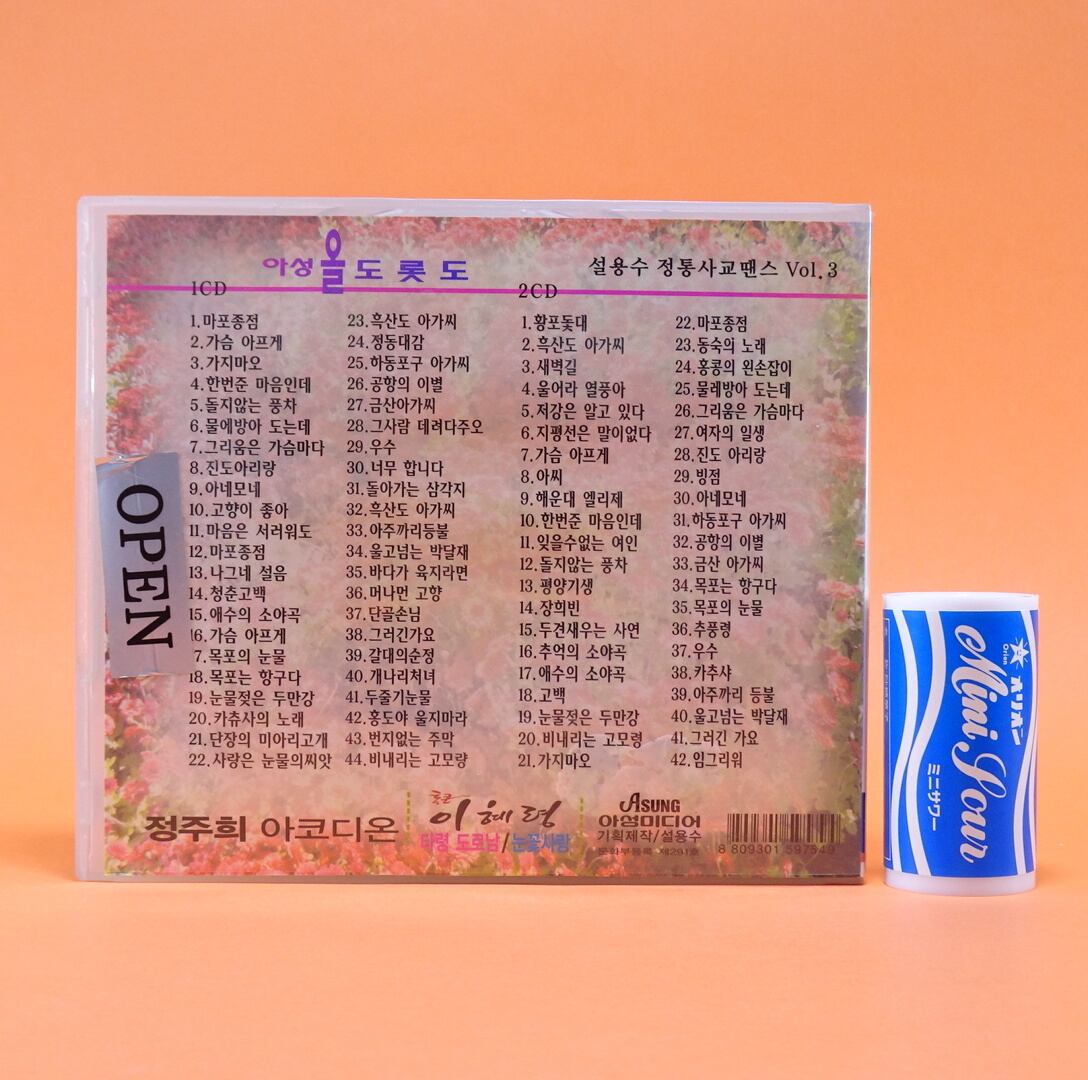 아성 올 도 롯 도
설용수 정통사교땐스 Vol.3
1CD
1.마포종점
2.가슴 아프게
3.가지마오
4.한번준 마음인데
5.돌지않는 풍차
6.물에방아 도는데
7.그리움은 가슴마다
8.진도아리랑
9.아네모네
10.고향이 좋아
11.마음은 서러워도
12.마포종점
13.나그네 설음
14.청춘고백
15.애수의 소야곡
16.가슴 아프게
7.목포의 눈물
18.목포는 항구다
19.눈물젖은 두만강
20.카츄사의 노래
21.단장의 미아리고개
22.사랑은 눈물의씨앗
23.흑산도 아가씨
24.정동대감
25.하동포구 아가씨
26.공항의 이별
27.금산아가씨
28.그사람 데려다주오
29.우수
30.너무 합니다
31.돌아가는 삼각지
32.흑산도 아가씨
33.아주까리등불
34.울고넘는 박달재
35.바다가 육지라면
36.머나먼 고향
37.단골손님
38.그러긴가요
39.갈대의순정
40.개나리처녀
41.두줄기눈물
42.홍도야 울지마라
43.번지없는 주막
44.비내리는 고모량
2CD
1.황포돛대
2.흑산도 아가씨
3.새벽길
4.울어라 열풍아
5.저강은 알고 있다
6.지평선은 말이없다
7.가슴 아프게
8.아씨
9.해운대 엘리제
10.한번준 마음인데
11.잊을수없는 여인
12.돌지않는 풍차
13.평양기생
14.장희빈
15.두견새우는 사연
16.추억의 소야곡
17.애수의 소야곡
18.고백
19.눈물젖은 두만강
20.비내리는 고모령
21.가지마오
22.마포종점
23.동숙의 노래
24.홍콩의 왼손잡이
25.물레방아 도는데
26.그리움은 가슴마다
27.여자의 일생
28.진도 아리랑
29.빙점
30.아네모네
31.하동포구 아가씨
32.공항의 이별
33.금산 아가씨
34.목포는 항구다
35.목포의 눈물
36.추풍령
37.우수
38.카추샤
39.아주까리 등불
40.울고넘는 박달재
41.그러긴 가요
42.임그리워
OPEN
정주희 아코디온
이혜령
타령 도로남/눈꽃사랑
ASUNG
아성미디어
기획제작/설용수
문화부등록 제291호
8 809301 597849
Orion
オリオン
Mini Sour
ミニサワー